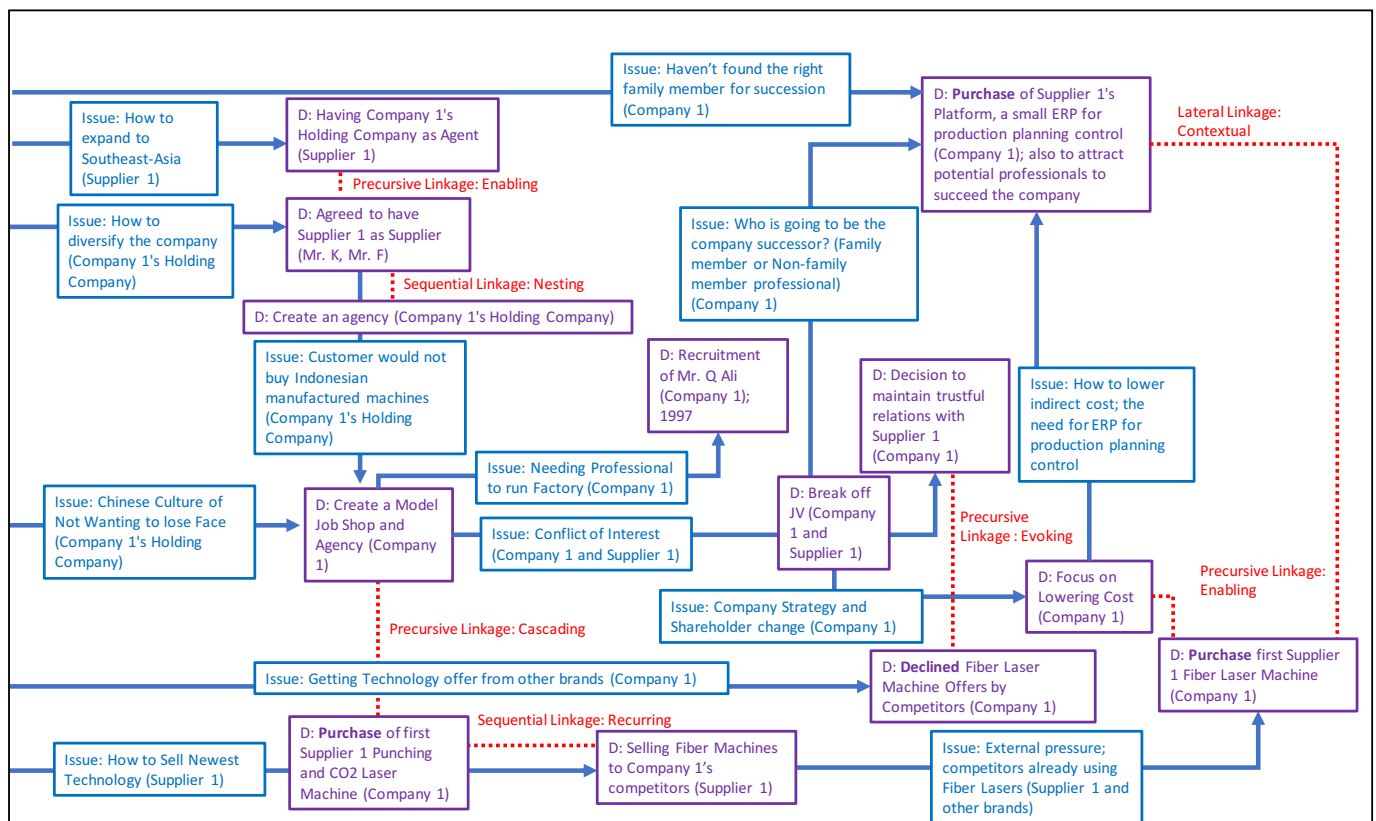 Issue: Haven’t found the right
family member for succession
(Company 1)
D: Purchase of Supplier 1's
Platform, a small ERP for
production planning control
(Company 1); also to attract
potential professionals to
succeed the company
Lateral Linkage:
Contextual
Issue: How to
expand to
Southeast-Asia
(Supplier 1)
D: Having Company 1's
Holding Company as Agent
(Supplier 1)
Precursive Linkage: Enabling
Issue: How to
diversify the company
(Company 1's Holding
Company)
D: Agreed to have
Supplier 1 as Supplier
(Mr. K, Mr. F)
Issue: Who is going to be the
company successor? (Family
member or Non-family
member professional)
(Company 1)
Sequential Linkage: Nesting
D: Create an agency (Company 1's Holding Company)
Issue: Customer would not
buy Indonesian
manufactured machines
(Company 1's Holding
Company)
D: Recruitment
of Mr. Q Ali
(Company 1);
1997
D: Decision to
maintain trustful
relations with
Supplier 1
(Company 1)
Issue: How to lower
indirect cost; the
need for ERP for
production planning
control
Issue: Needing Professional
to run Factory (Company 1)
Issue: Chinese Culture of
Not Wanting to lose Face
(Company 1's Holding
Company)
D: Create a Model
Job Shop and
Agency (Company
1)
Issue: Conflict of Interest
(Company 1 and Supplier 1)
D: Break off
JV (Company
1 and
Supplier 1)
Precursive
Linkage : Evoking
D: Focus on
Lowering Cost
(Company 1)
Precursive Linkage:
Enabling
Issue: Company Strategy and
Shareholder change (Company 1)
Precursive Linkage: Cascading
Issue: Getting Technology offer from other brands (Company 1)
D: Declined Fiber Laser
Machine Offers by
Competitors (Company 1)
D: Purchase first Supplier
1 Fiber Laser Machine
(Company 1)
Sequential Linkage: Recurring
Issue: How to Sell Newest
Technology (Supplier 1)
D: Purchase of first
Supplier 1 Punching
and CO2 Laser
Machine (Company 1)
D: Selling Fiber Machines
to Company 1’s
competitors (Supplier 1)
Issue: External pressure;
competitors already using
Fiber Lasers (Supplier 1 and
other brands)